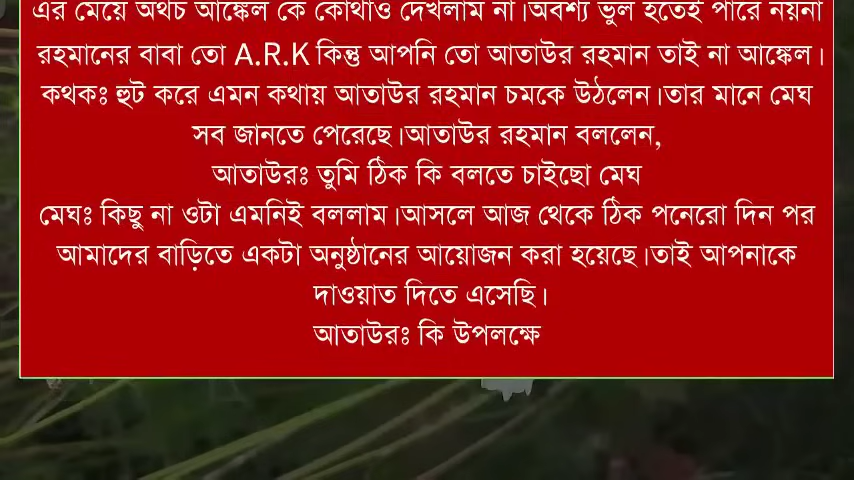 এর মেয়ে অথচ আঙ্কেল কে কোথাও দেখলাম না।অবশ্য ভুল হতেই পারে নয়না
রহমানের বাবা তো A.R.K কিন্তু আপনি তো আতাউর রহমান তাই না আঙ্কেল।
কথকঃ হুট করে এমন কথায় আতাউর রহমান চমকে উঠলেন।তার মানে মেঘ
সব জানতে পেরেছে।আতাউর রহমান বললেন,
আতাউরঃ তুমি ঠিক কি বলতে চাইছো মেঘ
মেঘঃ কিছু না ওটা এমনিই বললাম।আসলে আজ থেকে ঠিক পনেরো দিন পর
আমাদের বাড়িতে একটা অনুষ্ঠানের আয়োজন করা হয়েছে।তাই আপনাকে
দাওয়াত দিতে এসেছি।
আতাউরঃ কি উপলক্ষে